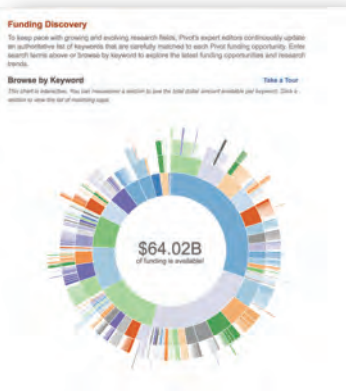 Funding Discovery
To keep pace with growing and evolving research fields, Pivot's expert editors continuously update
an authoritative list of keywords that are carefully matched to each Pivot funding opportunity. Enter
search terms above or browse by keyword to explore the latest funding opportunities and research
trends.
Browse by Keyword
Take a Tour
This chart is interactive. You can mouseover a section to see the total dollar amount available per keyword. Click a
section to view the list of matching opps.
$64.02B
of funding is available!